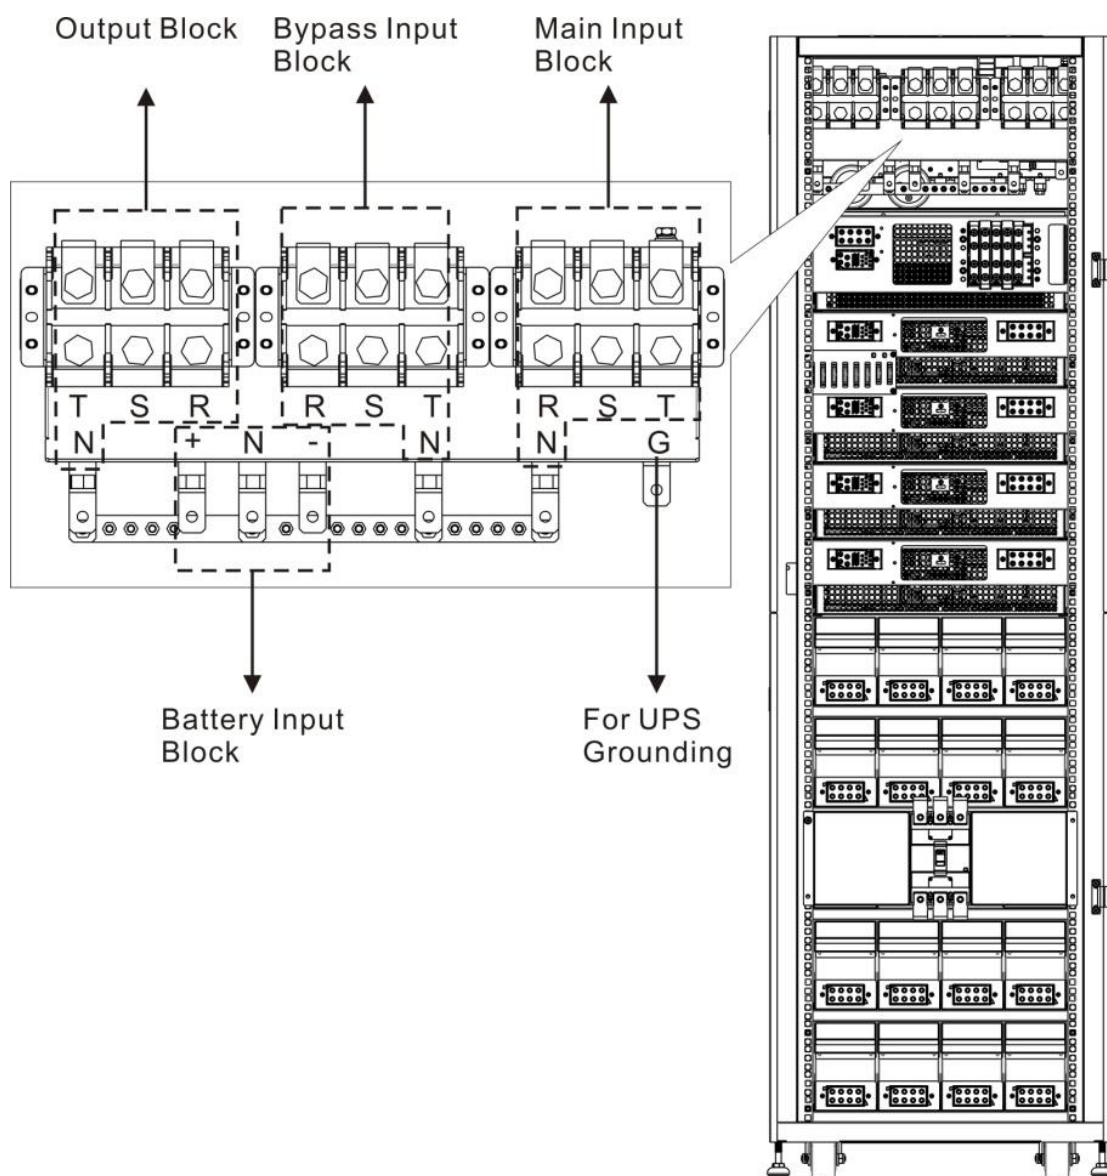 Output Block
Bypass Input
Block
Main Input
Block
T S R
R S T
R S T
N
+ N -
N
N
G
Battery Input
Block
For UPS
Grounding